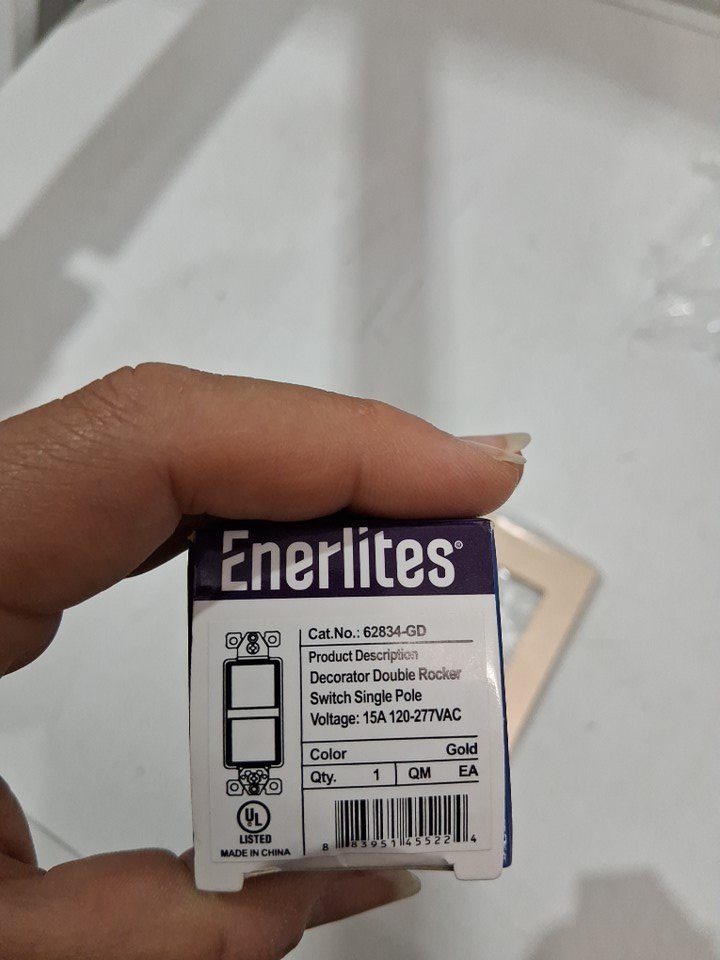 Enerlites®
Cat.No.: 62834-GD
Product Description
Decorator Double Rocker
Switch Single Pole
Voltage: 15A 120-277VAC
Color Gold
Qty. 1 QM EA
UL
LISTED
MADE IN CHINA
8 83951 45522 4